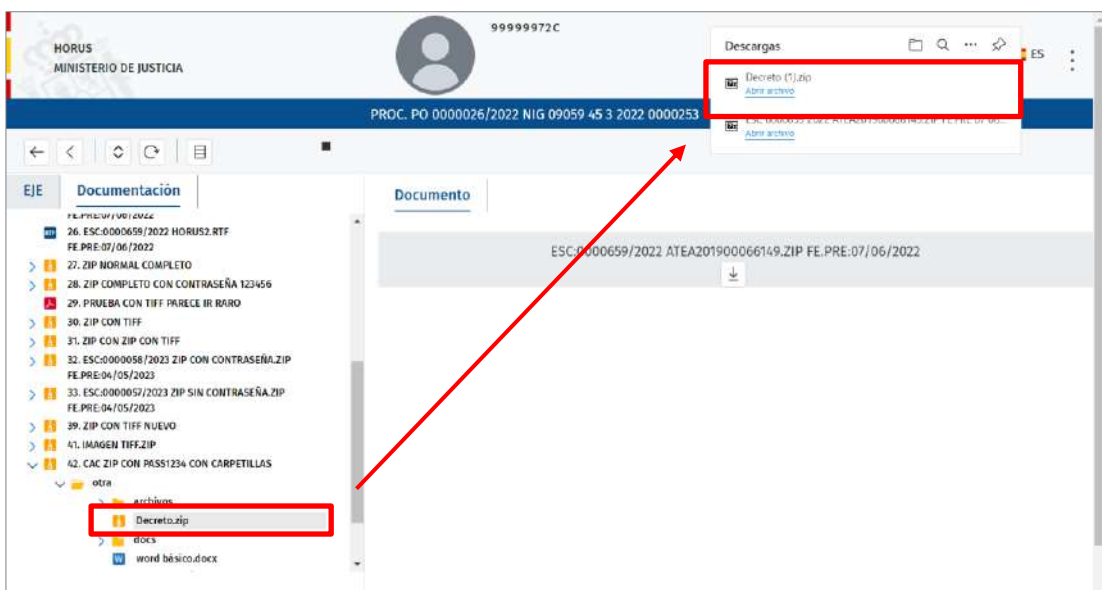 99999972C
HORUS
MINISTERIO DE JUSTICIA
Descargas
ES
Decreto (1).zip
Abrir archivo
PROC. PO 0000026/2022 NIG 09059 45 3 2022 0000253
Abrir archivo
EJE
Documentación
Documento
FE.PRE:07/06/2022
26. ESC:0000659/2022 HORUS2.RTF
FE.PRE:07/06/2022
27. ZIP NORMAL COMPLETO
28. ZIP COMPLETO CON CONTRASEÑA 123456
29. PRUEBA CON TIFF PARECE IR RARO
30. ZIP CON TIFF
31. ZIP CON ZIP CON TIFF
32. ESC:0000058/2023 ZIP CON CONTRASEÑA.ZIP
FE.PRE:04/05/2023
33. ESC:0000057/2023 ZIP SIN CONTRASEÑA.ZIP
FE.PRE:04/05/2023
39. ZIP CON TIFF NUEVO
41. IMAGEN TIFF.ZIP
42. CAC ZIP CON PASS1234 CON CARPETILLAS
otra
archivos
Decreto.zip
docs
word básico.docx
ESC:0000659/2022 ATEA201900066149.ZIP FE.PRE:07/06/2022